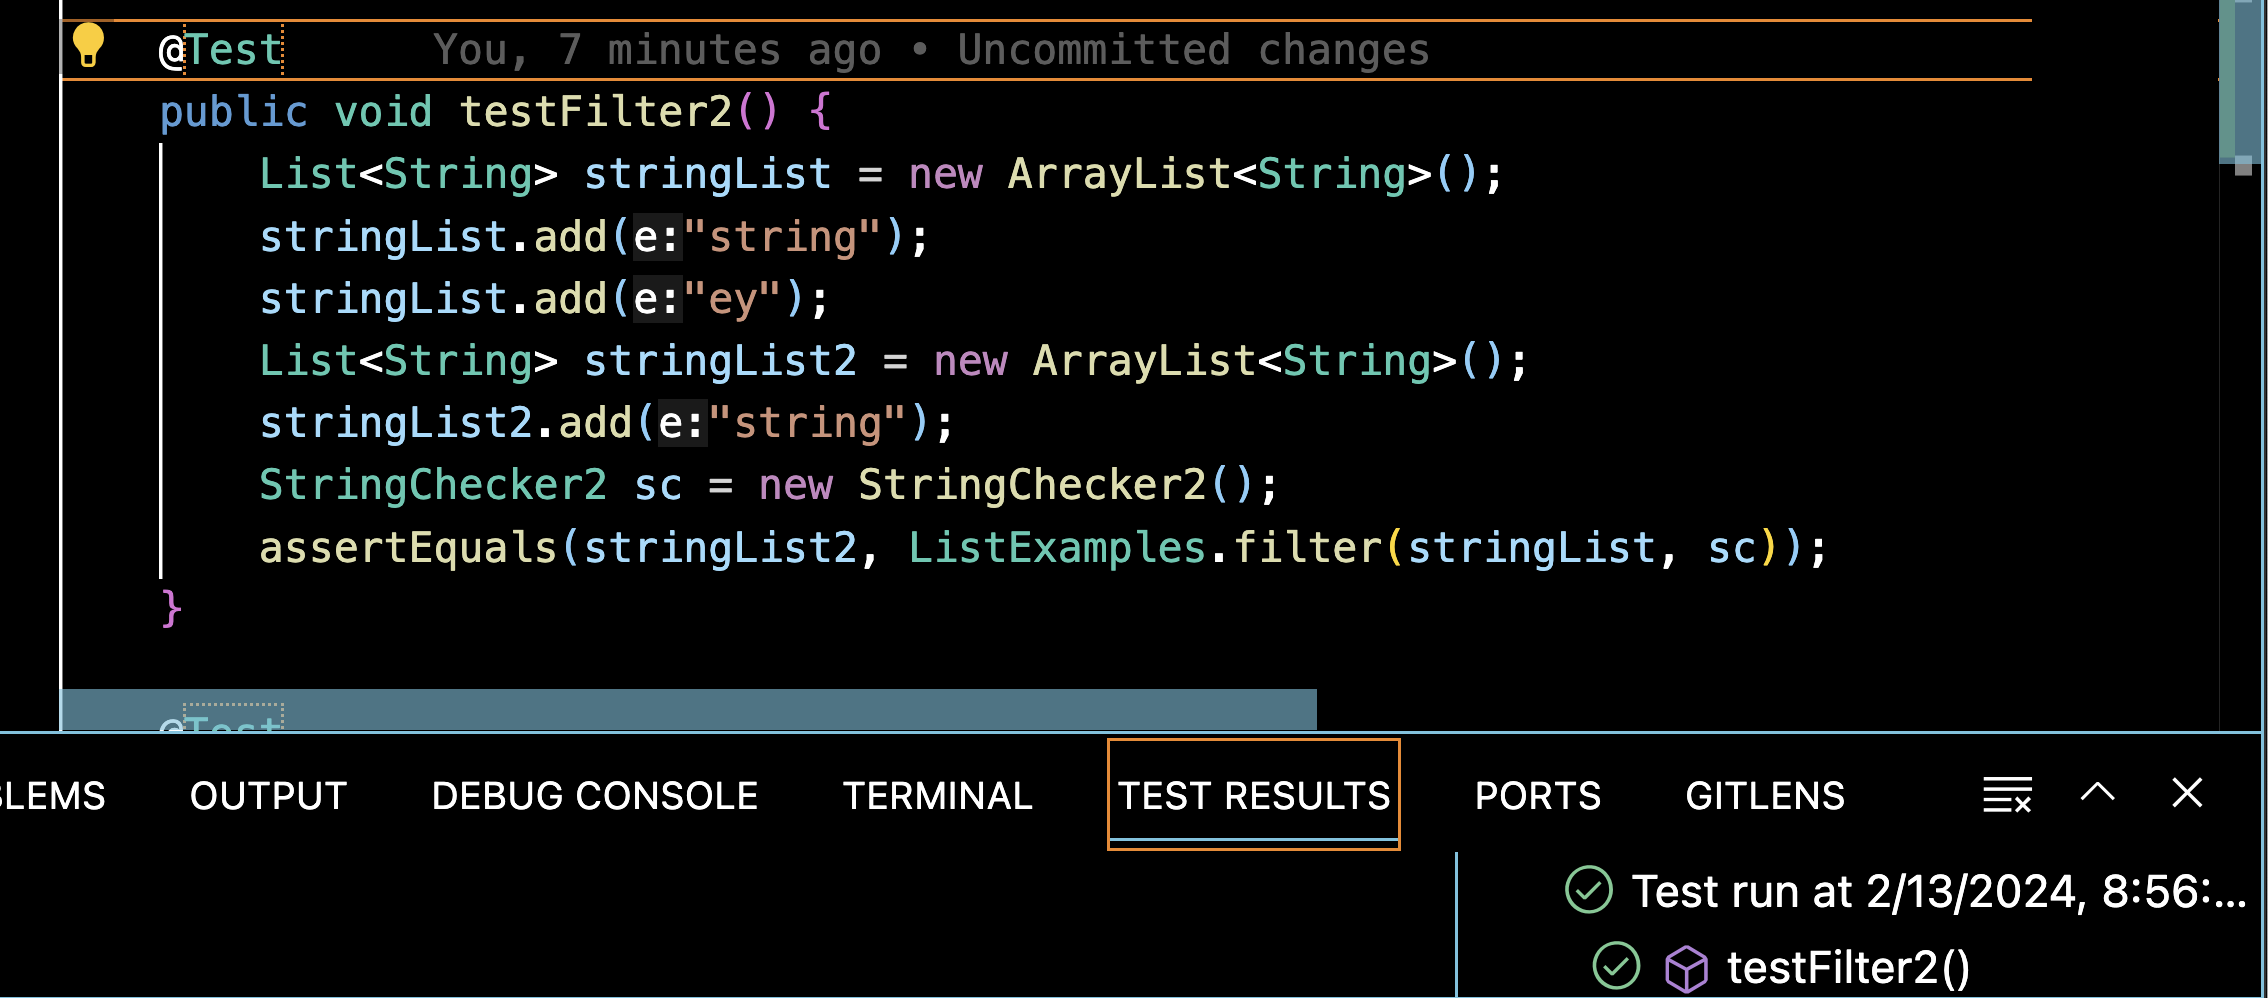 @Test You, 7 minutes ago • Uncommitted changes
public void testFilter2() {
List<String> stringList = new ArrayList<String>();
stringList.add(e:"string");
stringList.add(e:"ey");
List<String> stringList2 = new ArrayList<String>();
stringList2.add(e:"string");
StringChecker2 sc = new StringChecker2();
assertEquals(stringList2, ListExamples.filter(stringList, sc));
}
@Test
BLEMS OUTPUT DEBUG CONSOLE TERMINAL TEST RESULTS PORTS GITLENS
Test run at 2/13/2024, 8:56:...
testFilter2()